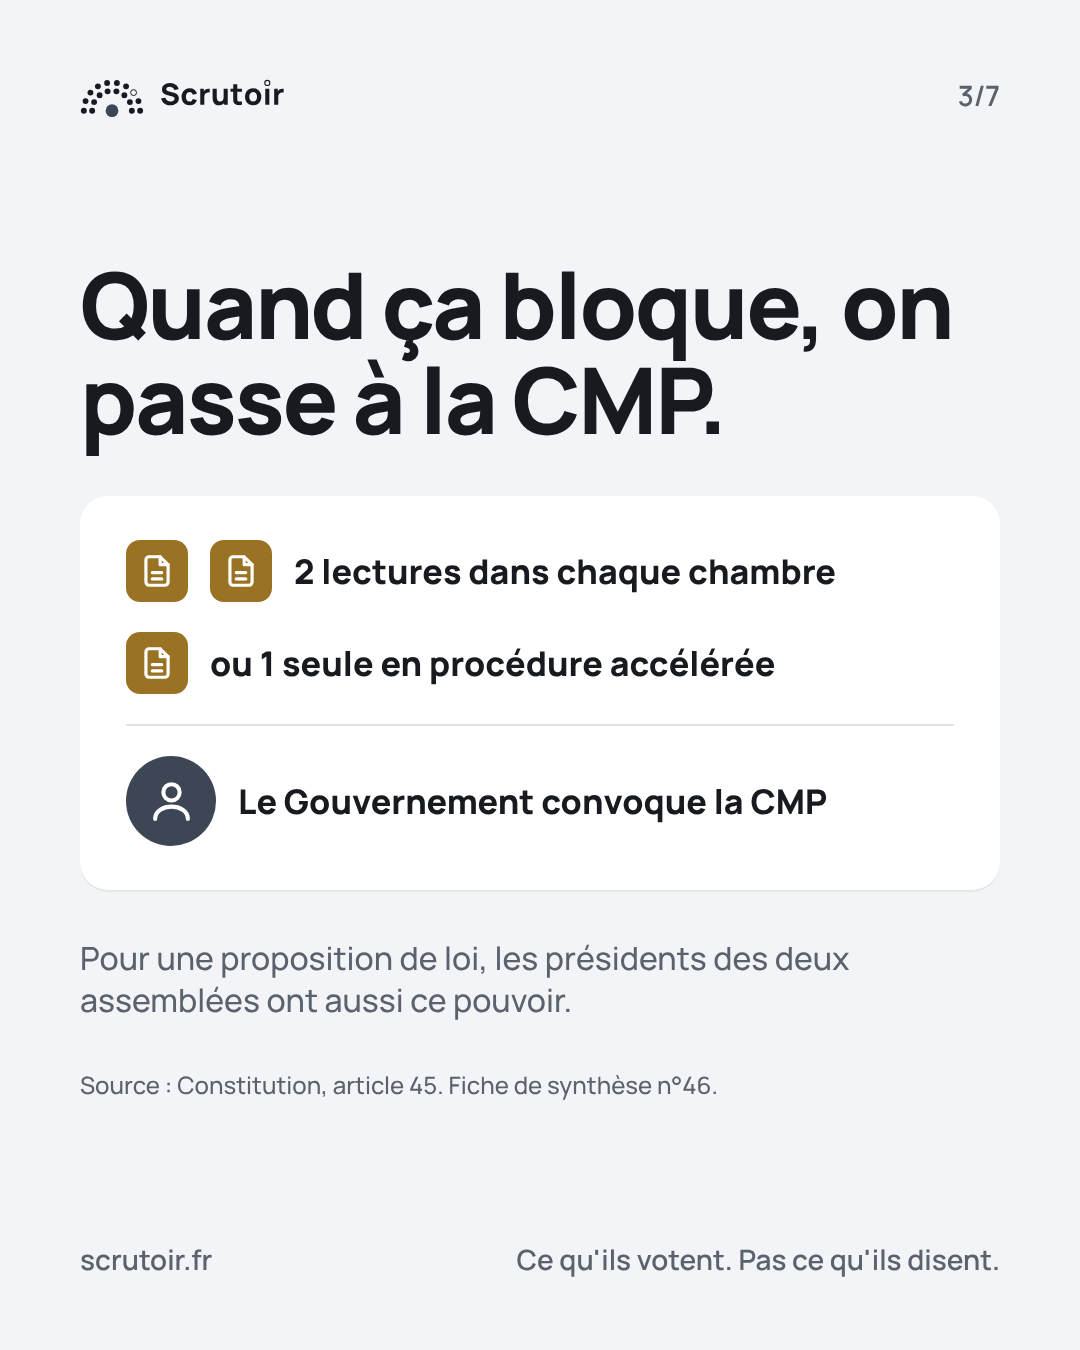 Scrutoir
3/7
Quand ça bloque, on
passe à la CMP.
2 lectures dans chaque chambre
ou 1 seule en procédure accélérée
Le Gouvernement convoque la CMP
Pour une proposition de loi, les présidents des deux
assemblées ont aussi ce pouvoir.
Source : Constitution, article 45. Fiche de synthèse n°46.
scrutoir.fr
Ce qu'ils votent. Pas ce qu'ils disent.